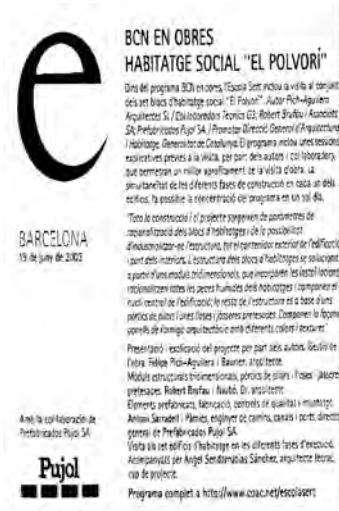 e
BCN EN OBRES
HABITATGE SOCIAL "EL POLVORÍ"
Dins del programa BCN en obres, l'Escola Sert inclou la visita al conjunt
dels set blocs d'habitatge social "El Polvorí". Autor Pich-Aguilera
Arquitectes SL / Col·laboradors Tecnics G3, Robert Brufau i Associats
SA; Prefabricados Pujol SA. / Promotor Direcció General d'Arquitectura
i Habitatge, Generalitat de Catalunya. El programa inclou unes sessions
explicatives prèvies a la visita, per part dels autors i col·laboradors,
que permetran un millor aprofitament de la visita d'obra. La
simultaneïtat de les diferents fases de construcció en cada un dels
edificis, fa possible la concentració del programa en un sol dia.
"Tota la construcció i el projecte sorgeixen de paràmetres de
racionalització dels blocs d'habitatges i de la possibilitat
d'industrialitzar-ne l'estructura, tot el contenidor exterior de l'edificació
i part dels interiors. L'estructura dels blocs d'habitatges se soluciona
a partir d'uns mòduls tridimensionals, que incorporen les instal·lacions,
racionalitzen totes les peces humides dels habitatges i componen el
nucli central de l'edificació; la resta de l'estructura és a base d'uns
pòrtics de pilars i unes lloses i jàsseres pretesades. Componen la façana
panells de formigó arquitectònic amb diferents colors i textures."
Presentació i explicació del projecte per part dels autors. Gestió de
l'obra. Felipe Pich-Aguilera i Baurier, arquitecte.
Mòduls estructurals tridimensionals, pòrtics de pilars i lloses i jàsseres
pretesades. Robert Brufau i Niubó, Dr. arquitecte.
Elements prefabricats, fabricació, controls de qualitat i muntatge.
Antoni Sarradell i Pàmies, enginyer de camins, canals i ports, director
general de Prefabricados Pujol SA.
Visita als set edificis d'habitatge en les diferents fases d'execució.
Acompanyats per Angel Sendarrubias Sánchez, arquitecte tècnic,
cap de projecte.
Programa complet a http://www.coac.net/escolasert
BARCELONA
19 de juny de 2003
Amb la col·laboració de
Prefabricados Pujol SA
Pujol